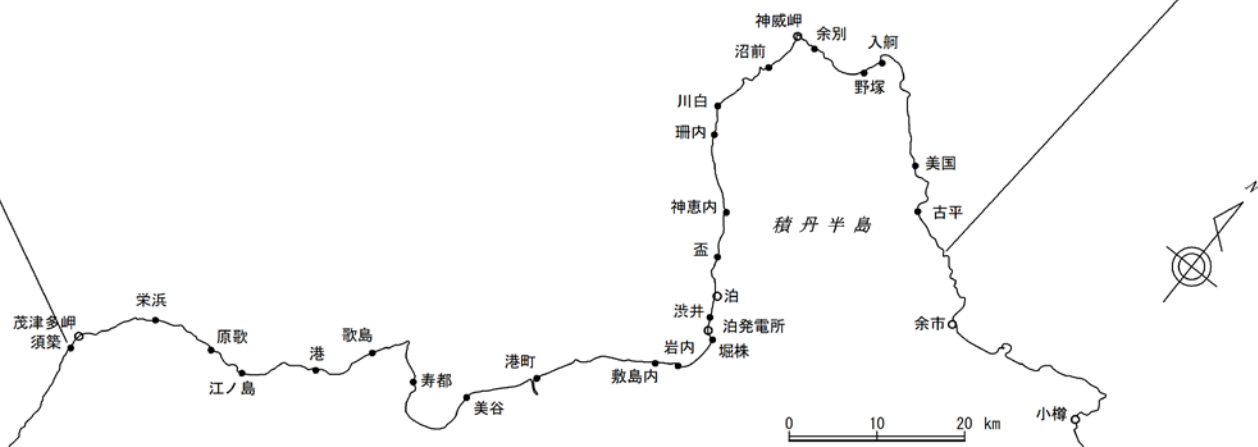 神威岬
余別
入舸
沼前
野塚
川白
珊内
美国
神恵内
積丹半島
古平
N
盃
泊
栄浜
茂津多岬
須築
原歌
歌島
渋井
泊発電所
余市
港
岩内
堀株
港町
敷島内
江ノ島
寿都
美谷
小樽
0 10 20 km